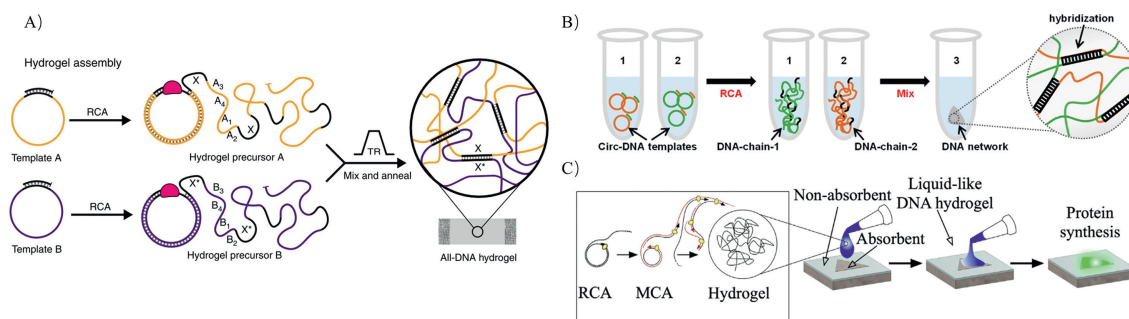 A)
Hydrogel assembly
Template A
RCA
X
A3
A4
A1
A2
X
Hydrogel precursor A
Template B
RCA
X*
B3
B4
B1
B2
X*
Hydrogel precursor B
TR
Mix and anneal
X
X*
All-DNA hydrogel
B)
1
2
RCA
Circ-DNA templates
1
2
DNA-chain-1
DNA-chain-2
Mix
3
DNA network
hybridization
C)
RCA
MCA
Hydrogel
Non-absorbent
Absorbent
Liquid-like
DNA hydrogel
Protein
synthesis